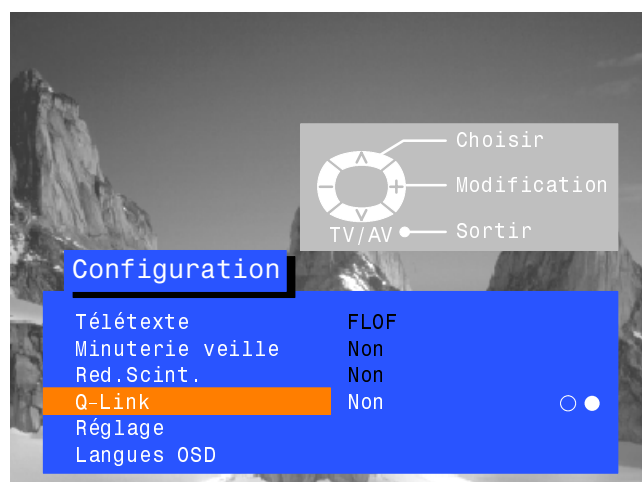 Choisir
Modification
TV/AV Sortir
Configuration
Télétexte FLOF
Minuterie veille Non
Red.Scint. Non
Q-Link Non
Réglage
Langues OSD